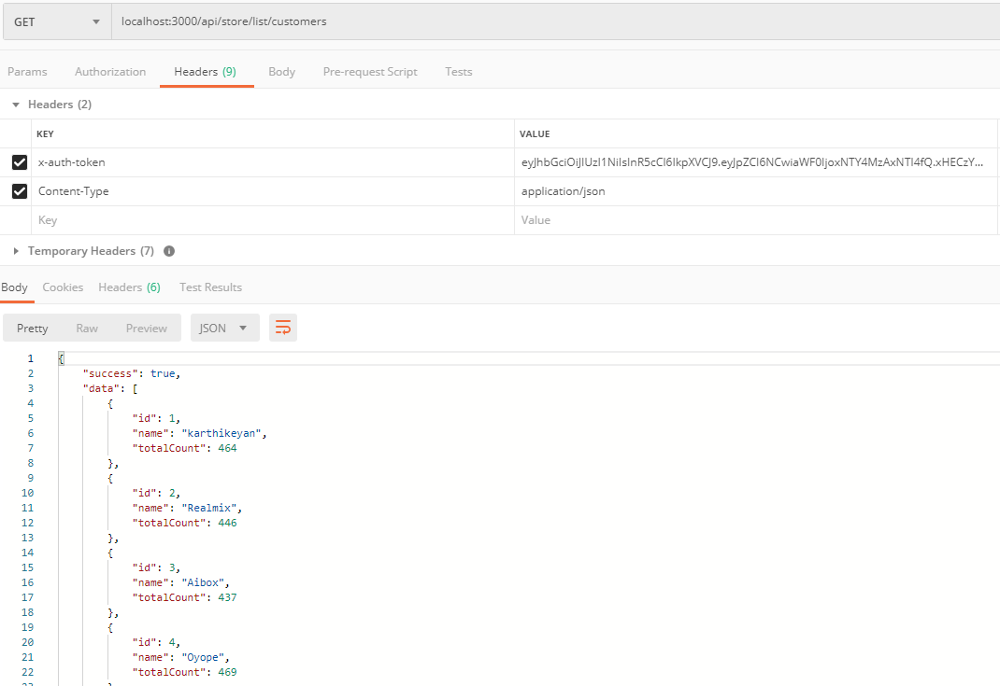 GET localhost:3000/api/store/list/customers
Params Authorization Headers (9) Body Pre-request Script Tests
Headers (2)
KEY VALUE
x-auth-token eyJhbGciOiJIUzI1NiIsInR5cCI6IkpXVCJ9.eyJpZCI6NCwiaWF0IjoxNTY4MzAxNTI4fQ.xHECzY...
Content-Type application/json
Key Value
Temporary Headers (7)
Body Cookies Headers (6) Test Results
Pretty Raw Preview JSON
1 {
2 "success": true,
3 "data": [
4 {
5 "id": 1,
6 "name": "karthikeyan",
7 "totalCount": 464
8 },
9 {
10 "id": 2,
11 "name": "Realmix",
12 "totalCount": 446
13 },
14 {
15 "id": 3,
16 "name": "Aibox",
17 "totalCount": 437
18 },
19 {
20 "id": 4,
21 "name": "Oyope",
22 "totalCount": 469